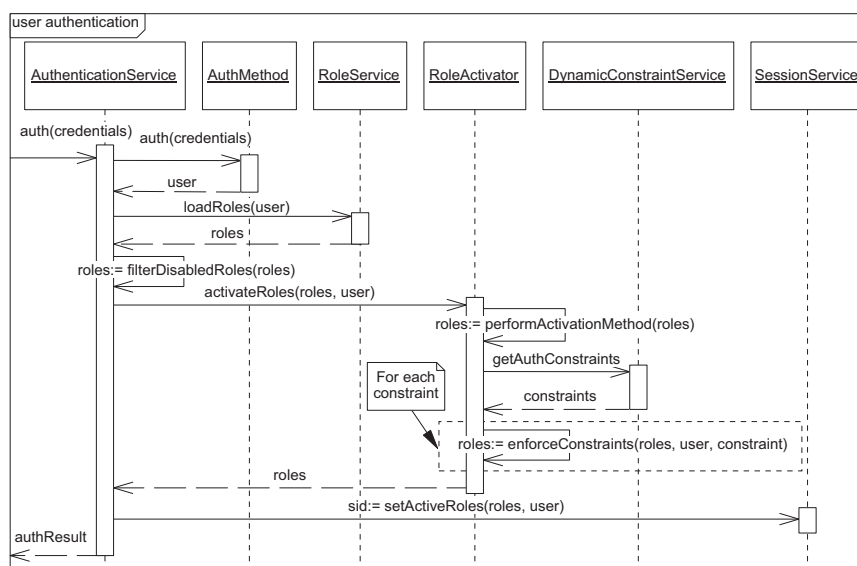 user authentication
AuthenticationService
AuthMethod
RoleService
RoleActivator
DynamicConstraintService
SessionService
auth(credentials)
auth(credentials)
user
loadRoles(user)
roles
roles:= filterDisabledRoles(roles)
activateRoles(roles, user)
roles:= performActivationMethod(roles)
getAuthConstraints
For each
constraint
constraints
roles:= enforceConstraints(roles, user, constraint)
roles
sid:= setActiveRoles(roles, user)
authResult